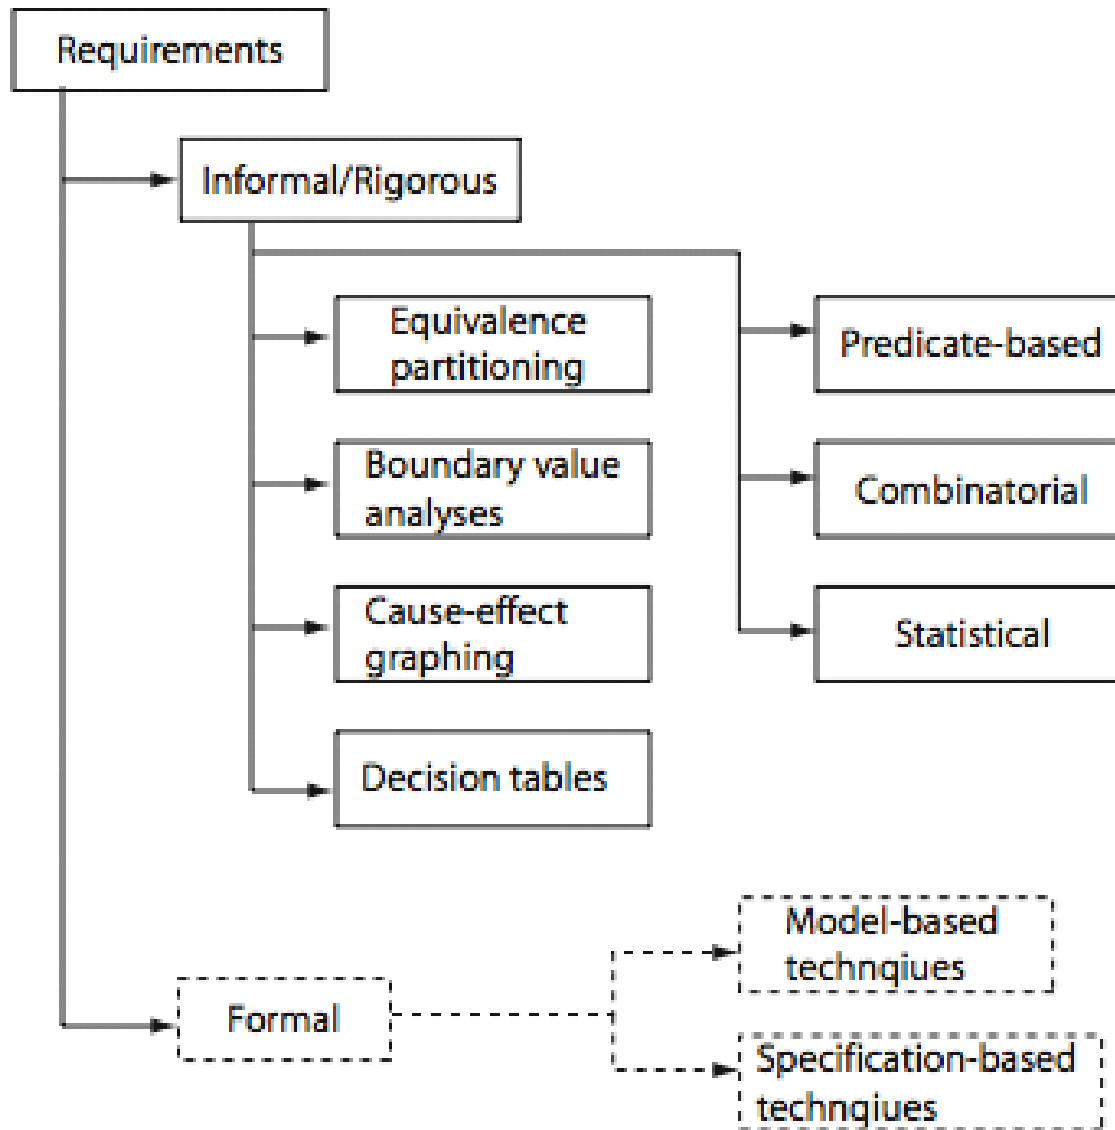 Requirements
Informal/Rigorous
Equivalence
partitioning
Predicate-based
Boundary value
analyses
Combinatorial
Cause-effect
graphing
Statistical
Decision tables
Model-based
technqiues
Formal
Specification-based
technqiues